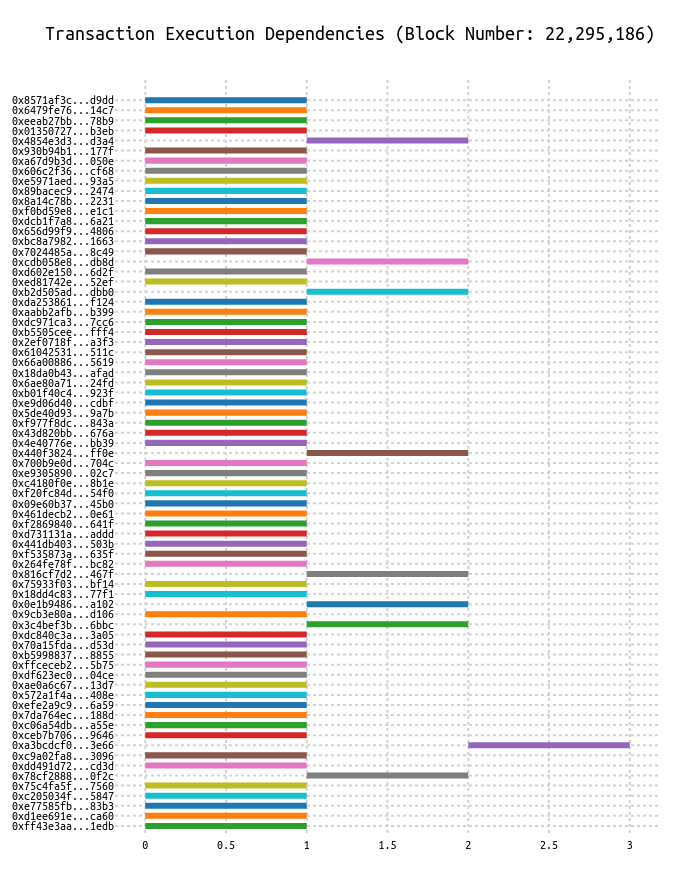 Transaction Execution Dependencies (Block Number: 22,295,186)
0x8571af3c...d9dd
0x6479fe76...14c7
0xeeab27bb...78b9
0x01350727...b3eb
0x4854e3d3...d3a4
0x930b94b1...177f
0xa67d9b3d...050e
0x606c2f36...cf68
0xe5971aed...93a5
0x89bacec9...2474
0x8a14c78b...2231
0xf0bd59e8...e1c1
0xdcb1f7a8...6a21
0x656d99f9...4806
0xbc8a7982...1663
0x7024485a...8c49
0xcdb058e8...db8d
0xd602e150...6d2f
0xed81742e...52ef
0xb2d505ad...dbb0
0xda253861...f124
0xaabb2afb...b399
0xdc971ca3...7cc6
0xb5505cee...fff4
0x2ef0718f...a3f3
0x61042531...511c
0x66a00886...5619
0x18da0b43...afad
0x6ae80a71...24fd
0xb01f40c4...923f
0xe9d06d40...cdbf
0x5de40d93...9a7b
0xf977f8dc...843a
0x43d820bb...676a
0x4e40776e...bb39
0x440f3824...ff0e
0x700b9e0d...704c
0xe9305890...02c7
0xc4180f0e...8b1e
0xf20fc84d...54f0
0x09e60b37...45b0
0x461decb2...0e61
0xf2869840...641f
0xd731131a...addd
0x441db403...503b
0xf535873a...635f
0x264fe78f...bc82
0x816cf7d2...467f
0x75933f03...bf14
0x18dd4c83...77f1
0x0e1b9486...a102
0x9cb3e80a...d106
0x3c4bef3b...6bbc
0xdc840c3a...3a05
0x70a15fda...d53d
0xb5998837...8855
0xffceceb2...5b75
0xdf623ec0...04ce
0xae0a6c67...13d7
0x572a1f4a...408e
0xefe2a9c9...6a59
0x7da764ec...188d
0xc06a54db...a55e
0xceb7b706...9646
0xa3bcdcf0...3e66
0xc9a02fa8...3096
0xdd491d72...cd3d
0x78cf2888...0f2c
0x75c4fa5f...7560
0xc205034f...5847
0xe77585fb...83b3
0xd1ee691e...ca60
0xff43e3aa...1edb
0 0.5 1 1.5 2 2.5 3